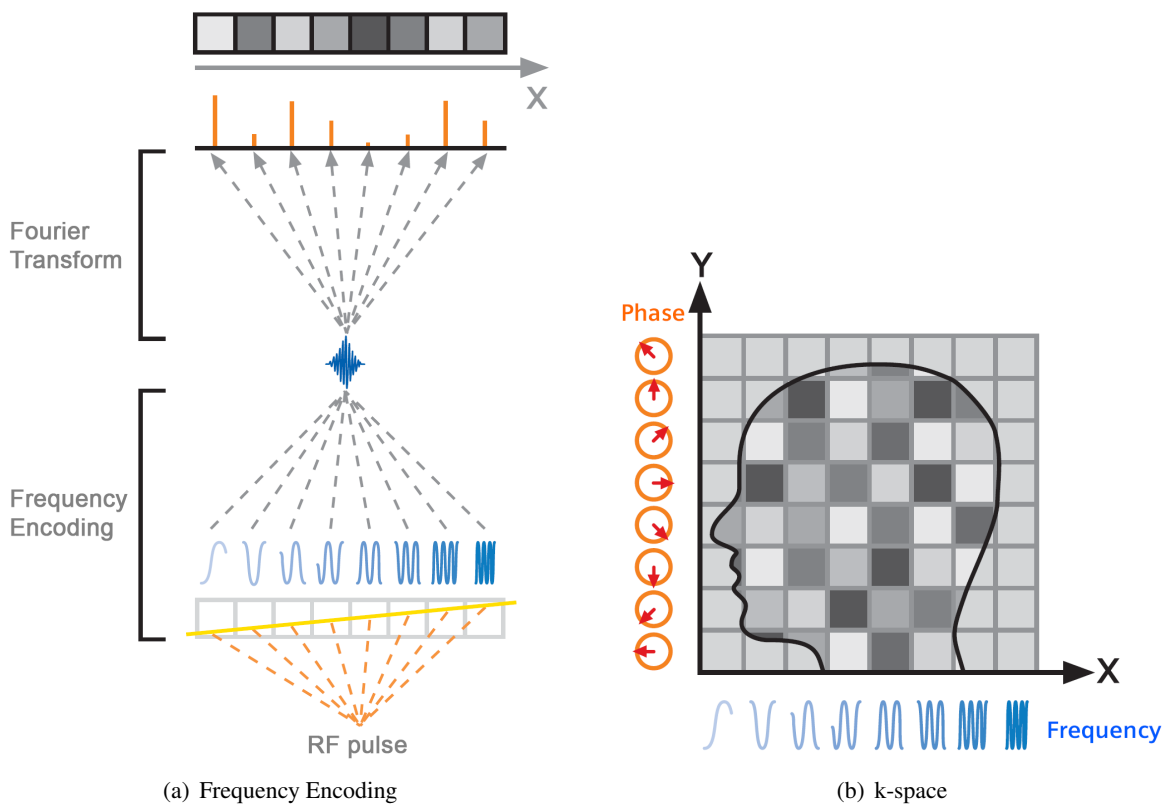 X
Fourier
Transform
Frequency
Encoding
RF pulse
(a) Frequency Encoding
Y
Phase
X
Frequency
(b) k-space